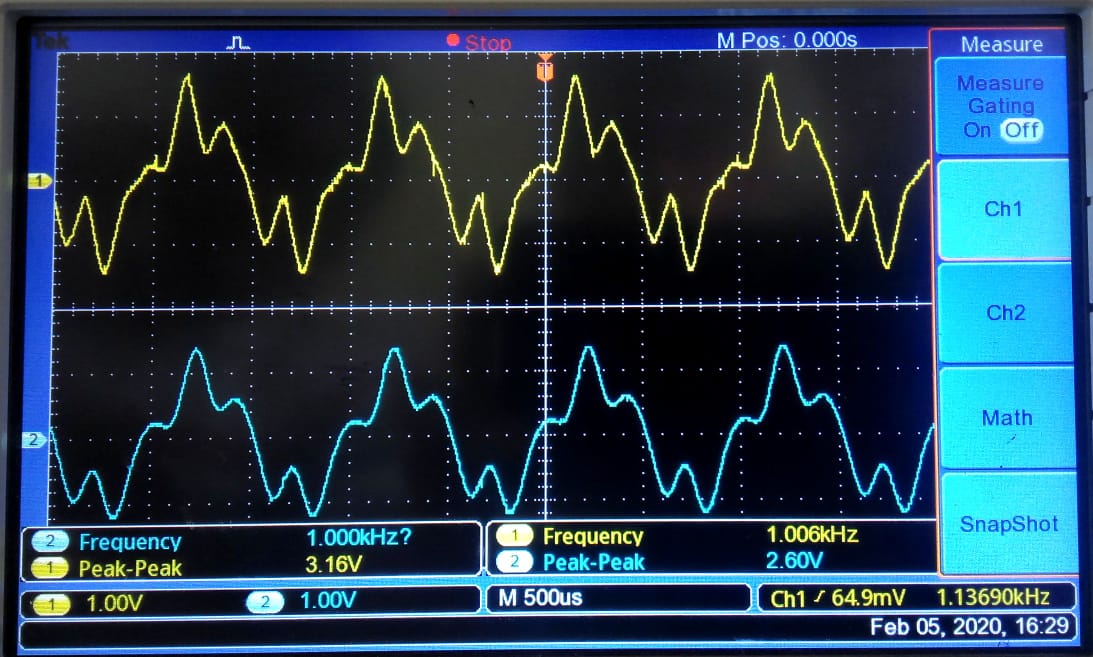 Tek Stop M Pos: 0.000s Measure
Measure
Gating
On Off
1
Ch1
Ch2
2
Math
SnapShot
2 Frequency 1.000kHz? 1 Frequency 1.006kHz
1 Peak-Peak 3.16V 2 Peak-Peak 2.60V
1 1.00V 2 1.00V M 500us Ch1 64.9mV 1.13690kHz
Feb 05, 2020, 16:29